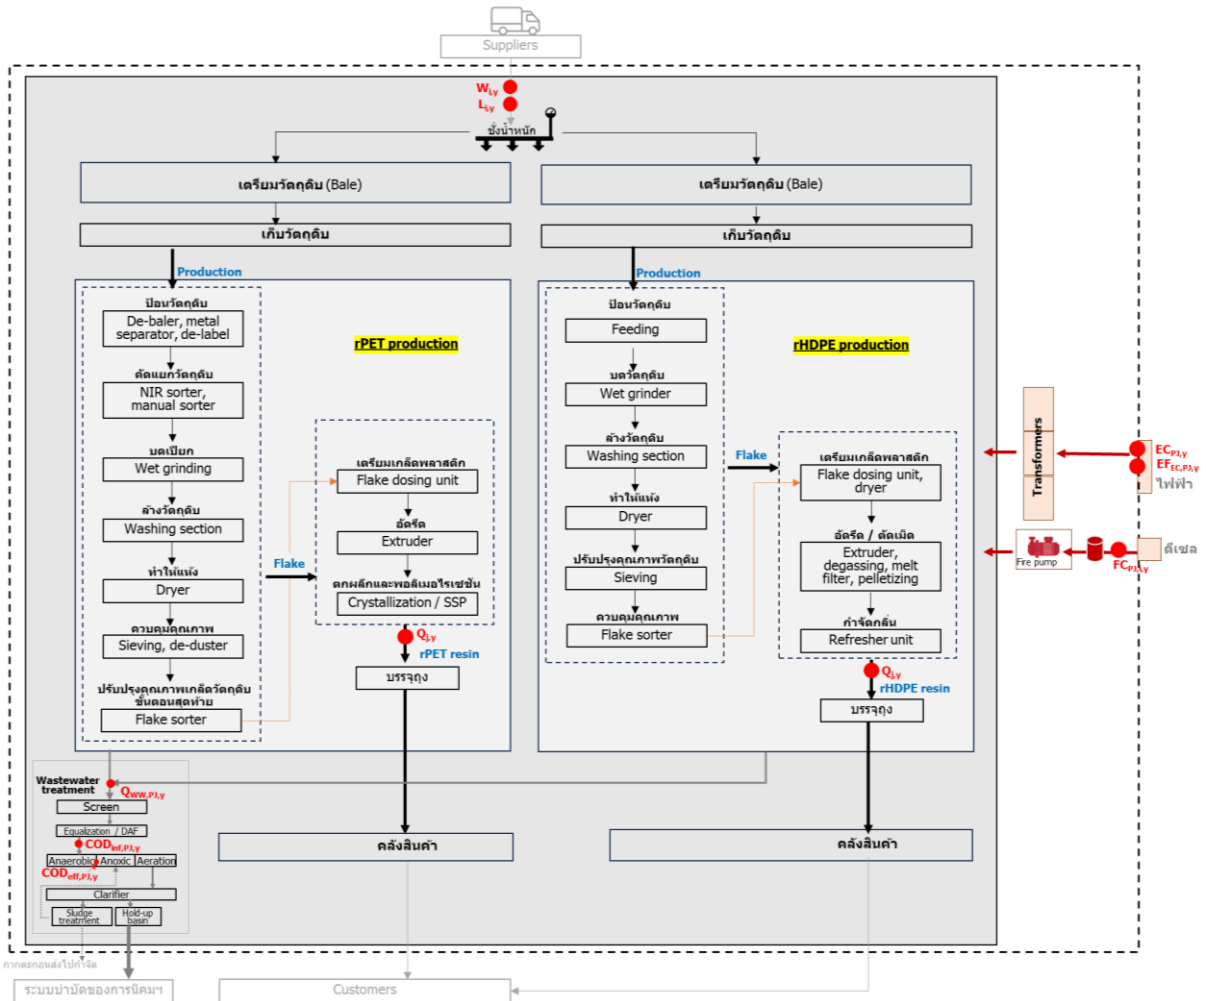 Suppliers
Wi,y
Li,y
ชั่งน้ำหนัก
เตรียมวัตถุดิบ (Bale)
เตรียมวัตถุดิบ (Bale)
เก็บวัตถุดิบ
เก็บวัตถุดิบ
Production
Production
rPET production
ป้อนวัตถุดิบ
De-baler, metal
separator, de-label
คัดแยกวัตถุดิบ
NIR sorter,
manual sorter
บดเปียก
Wet grinding
ล้างวัตถุดิบ
Washing section
ทำให้แห้ง
Dryer
ควบคุมคุณภาพ
Sieving, de-duster
ปรับปรุงคุณภาพเกล็ดวัตถุดิบ
ขั้นตอนสุดท้าย
Flake sorter
Flake
เตรียมเกล็ดพลาสติก
Flake dosing unit
อัดรีด
Extruder
ตกผลึกและพอลิเมอไรเซชัน
Crystallization / SSP
Qj,y
rPET resin
บรรจุถุง
rHDPE production
ป้อนวัตถุดิบ
Feeding
บดวัตถุดิบ
Wet grinder
ล้างวัตถุดิบ
Washing section
ทำให้แห้ง
Dryer
ปรับปรุงคุณภาพวัตถุดิบ
Sieving
ควบคุมคุณภาพ
Flake sorter
Flake
เตรียมเกล็ดพลาสติก
Flake dosing unit,
dryer
อัดรีด / ตัดเม็ด
Extruder,
degassing, melt
filter, pelletizing
กำจัดกลิ่น
Refresher unit
Qj,y
rHDPE resin
บรรจุถุง
Transformers
ECPJ,y
EFEC,PJ,y
ไฟฟ้า
Fire pump
FCPJ,i,y
ดีเซล
Wastewater
treatment
QWW,PJ,y
Screen
Equalization / DAF
CODinf,PJ,y
Anaerobic
Anoxic
Aeration
CODeff,PJ,y
Clarifier
Sludge
treatment
Hold-up
basin
คลังสินค้า
คลังสินค้า
กากตะกอนส่งไปกำจัด
ระบบบำบัดของการนิคมฯ
Customers